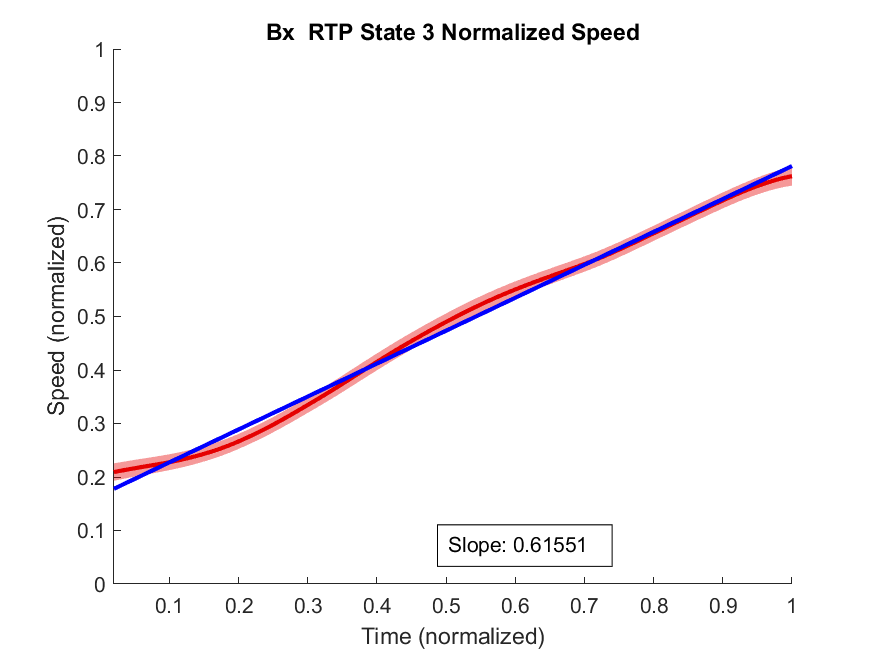 Bx  RTP State 3 Normalized Speed
1
0.9
0.8
0.7
0.6
0.5
0.4
0.3
0.2
0.1
0
Speed (normalized)
Slope: 0.61551
0.1 0.2 0.3 0.4 0.5 0.6 0.7 0.8 0.9 1
Time (normalized)